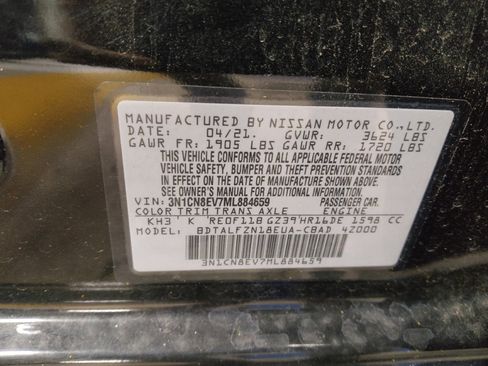 MANUFACTURED BY NISSAN MOTOR CO.,LTD.
DATE: 04/21. GVWR: 3624 LBS
GAWR FR: 1905 LBS GAWR RR: 1720 LBS
THIS VEHICLE CONFORMS TO ALL APPLICABLE FEDERAL MOTOR
VEHICLE SAFETY, BUMPER AND THEFT PREVENTION STANDARDS
IN EFFECT ON THE DATE OF MANUFACTURE SHOWN ABOVE.
SEE OWNER'S MANUAL FOR ADDITIONAL INFORMATION.
VIN: 3N1CN8EV7ML884659 PASSENGER CAR
COLOR TRIM TRANS AXLE ENGINE
KH3 K RE0F11B GZ39 HR16DE 1598 CC
BDTALFZN18EUA-CBAD 4Z000
3N1CN8EV7ML884659